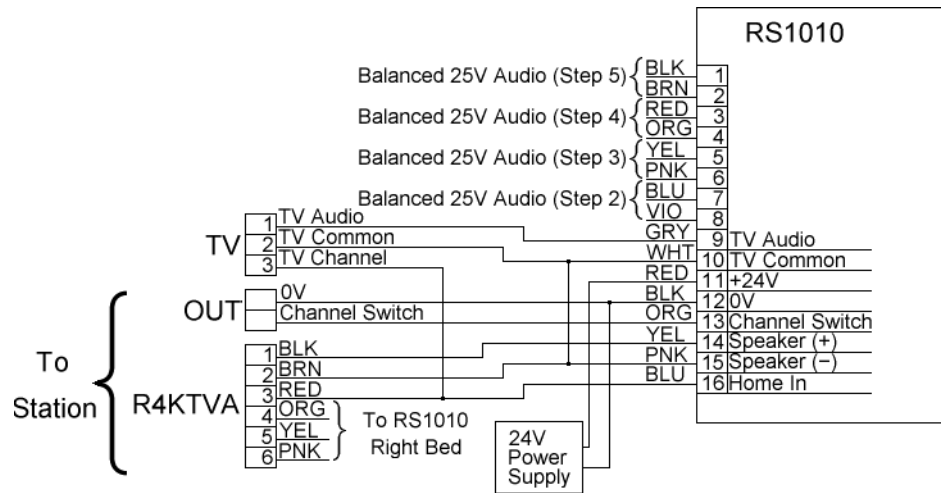 RS1010
Balanced 25V Audio (Step 5)
BLK 1
BRN 2
Balanced 25V Audio (Step 4)
RED 3
ORG 4
Balanced 25V Audio (Step 3)
YEL 5
PNK 6
Balanced 25V Audio (Step 2)
BLU 7
VIO 8
GRY 9 TV Audio
WHT 10 TV Common
RED 11 +24V
BLK 12 0V
ORG 13 Channel Switch
YEL 14 Speaker (+)
PNK 15 Speaker (−)
BLU 16 Home In
TV
1 TV Audio
2 TV Common
3 TV Channel
OUT
0V
Channel Switch
To
Station
R4KTVA
1 BLK
2 BRN
3 RED
4 ORG
5 YEL
6 PNK
To RS1010
Right Bed
24V
Power
Supply